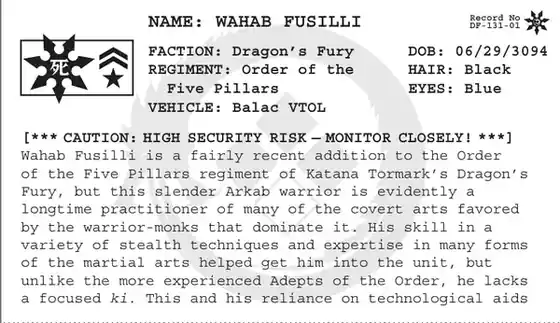 NAME: WAHAB FUSILLI
Record No
DF-131-01
死
FACTION: Dragon’s Fury
DOB: 06/29/3094
REGIMENT: Order of the
HAIR: Black
Five Pillars
EYES: Blue
VEHICLE: Balac VTOL
[*** CAUTION: HIGH SECURITY RISK — MONITOR CLOSELY! ***]
Wahab Fusilli is a fairly recent addition to the Order
of the Five Pillars regiment of Katana Tormark’s Dragon’s
Fury, but this slender Arkab warrior is evidently a
longtime practitioner of many of the covert arts favored
by the warrior-monks that dominate it. His skill in a
variety of stealth techniques and expertise in many forms
of the martial arts helped get him into the unit, but
unlike the more experienced Adepts of the Order, he lacks
a focused ki. This and his reliance on technological aids